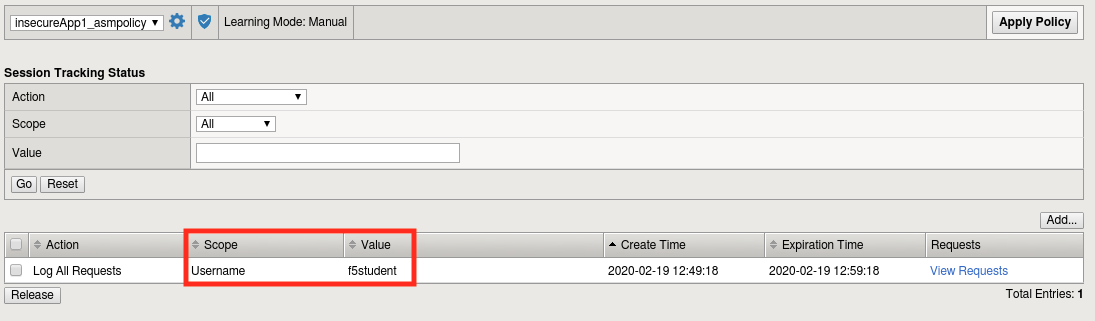 insecureApp1_asmpolicy Learning Mode: Manual Apply Policy
Session Tracking Status
Action All
Scope All
Value
Go Reset
Add...
Action Scope Value Create Time Expiration Time Requests
Log All Requests Username f5student 2020-02-19 12:49:18 2020-02-19 12:59:18 View Requests
Release Total Entries: 1